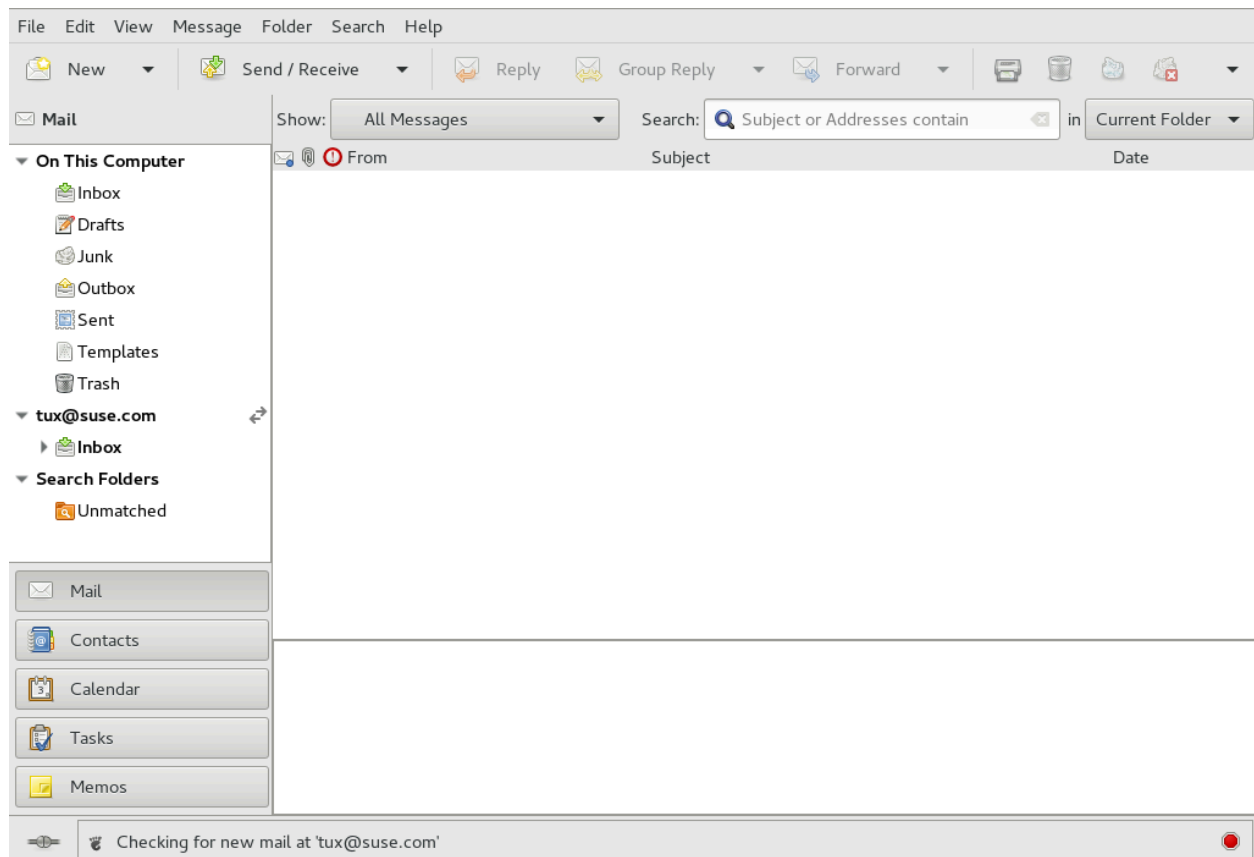 File Edit View Message Folder Search Help
New Send / Receive Reply Group Reply Forward
Mail Show: All Messages Search: Subject or Addresses contain in Current Folder
On This Computer From Subject Date
Inbox
Drafts
Junk
Outbox
Sent
Templates
Trash
tux@suse.com
Inbox
Search Folders
Unmatched
Mail
Contacts
Calendar
Tasks
Memos
Checking for new mail at 'tux@suse.com'